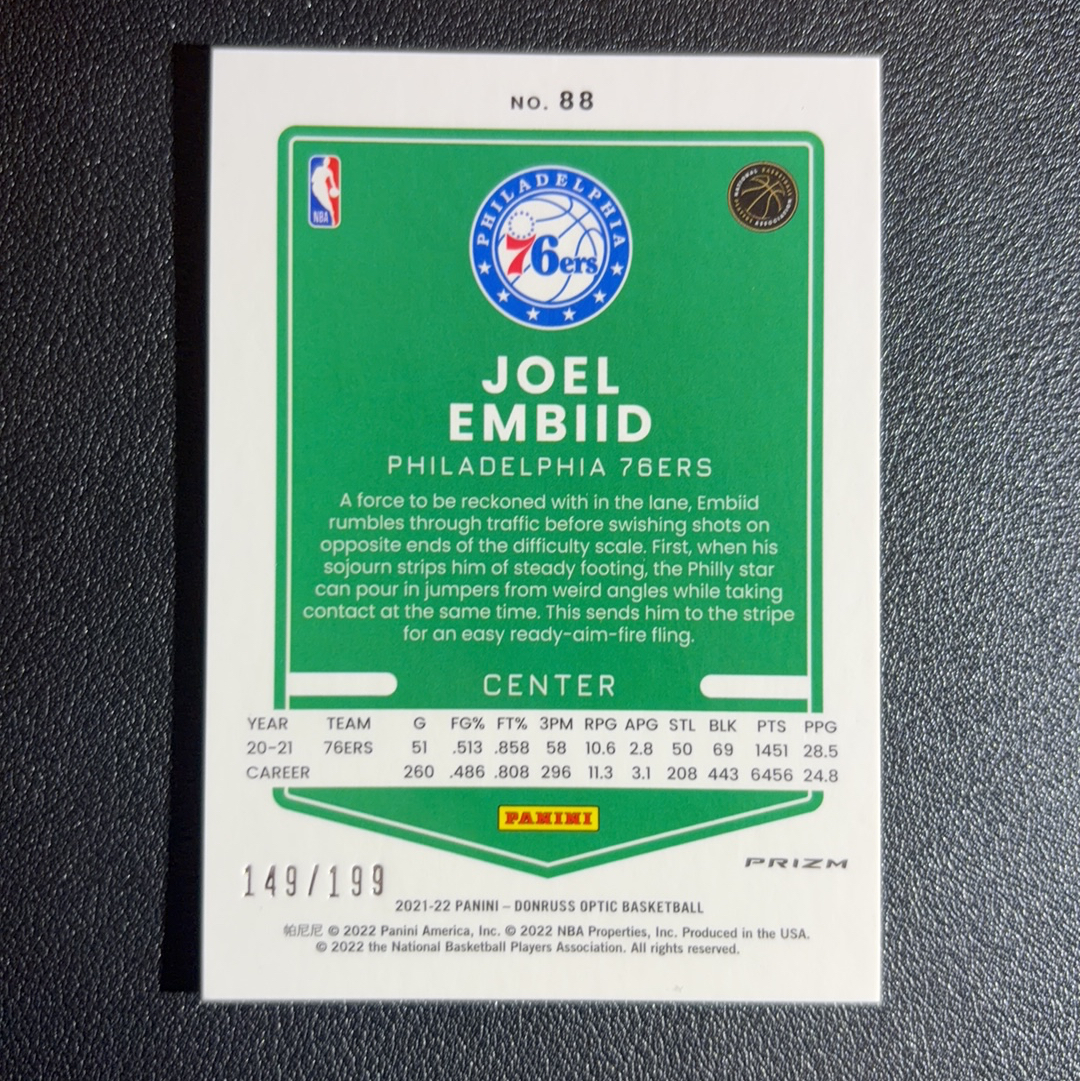 NO. 88
NBA
NATIONAL BASKETBALL
PLAYERS ASSOCIATION
PHILADELPHIA
76ers
JOEL
EMBIID
PHILADELPHIA 76ERS
A force to be reckoned with in the lane, Embiid
rumbles through traffic before swishing shots on
opposite ends of the difficulty scale. First, when his
sojourn strips him of steady footing, the Philly star
can pour in jumpers from weird angles while taking
contact at the same time. This sends him to the stripe
for an easy ready-aim-fire fling.
CENTER
YEAR TEAM G FG% FT% 3PM RPG APG STL BLK PTS PPG
20-21 76ERS 51 .513 .858 58 10.6 2.8 50 69 1451 28.5
CAREER 260 .486 .808 296 11.3 3.1 208 443 6456 24.8
PANINI
PRIZM
149/199
2021-22 PANINI – DONRUSS OPTIC BASKETBALL
帕尼尼 © 2022 Panini America, Inc. © 2022 NBA Properties, Inc. Produced in the USA.
© 2022 the National Basketball Players Association. All rights reserved.